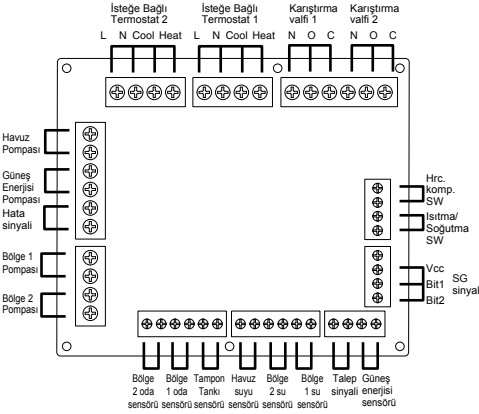 İsteğe Bağlı
Termostat 2
İsteğe Bağlı
Termostat 1
Karıştırma
valfi 1
Karıştırma
valfi 2
L N Cool Heat
L N Cool Heat
N O C
N O C
Havuz
Pompası
Güneş
Enerjisi
Pompası
Hata
sinyali
Bölge 1
Pompası
Bölge 2
Pompası
Hrc.
komp.
SW
Isıtma/
Soğutma
SW
Vcc
Bit1
Bit2
SG
sinyal
Bölge
2 oda
sensörü
Bölge
1 oda
sensörü
Tampon
Tankı
sensörü
Havuz
suyu
sensörü
Bölge
2 su
sensörü
Bölge
1 su
sensörü
Talep
sinyali
Güneş
enerjisi
sensörü